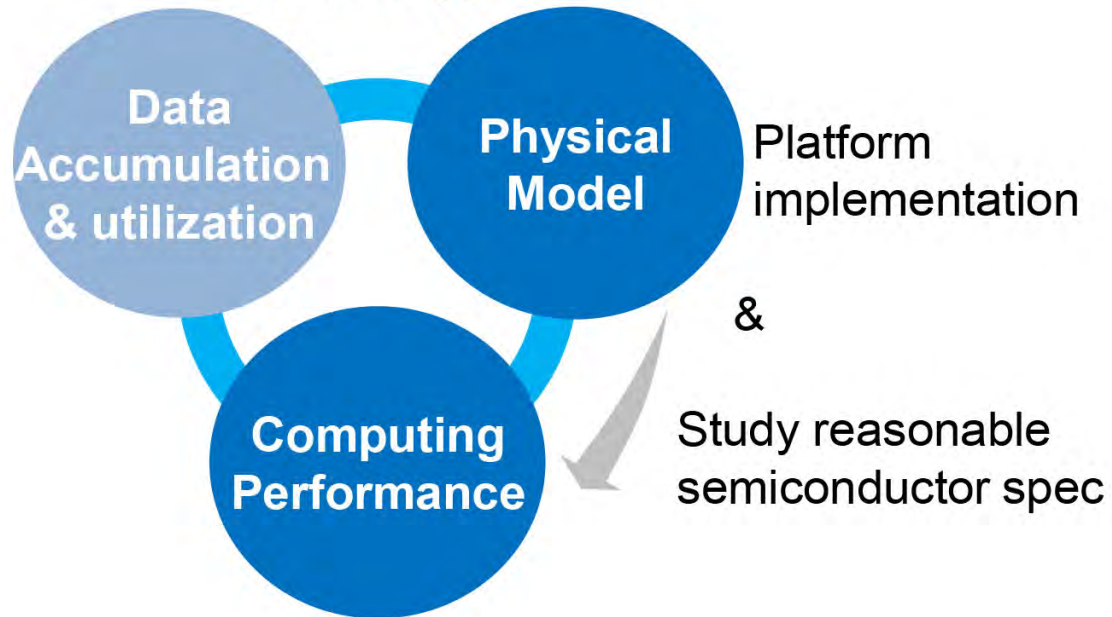 Data
Accumulation
& utilization
Physical
Model
Platform
implementation
&
Computing
Performance
Study reasonable
semiconductor spec